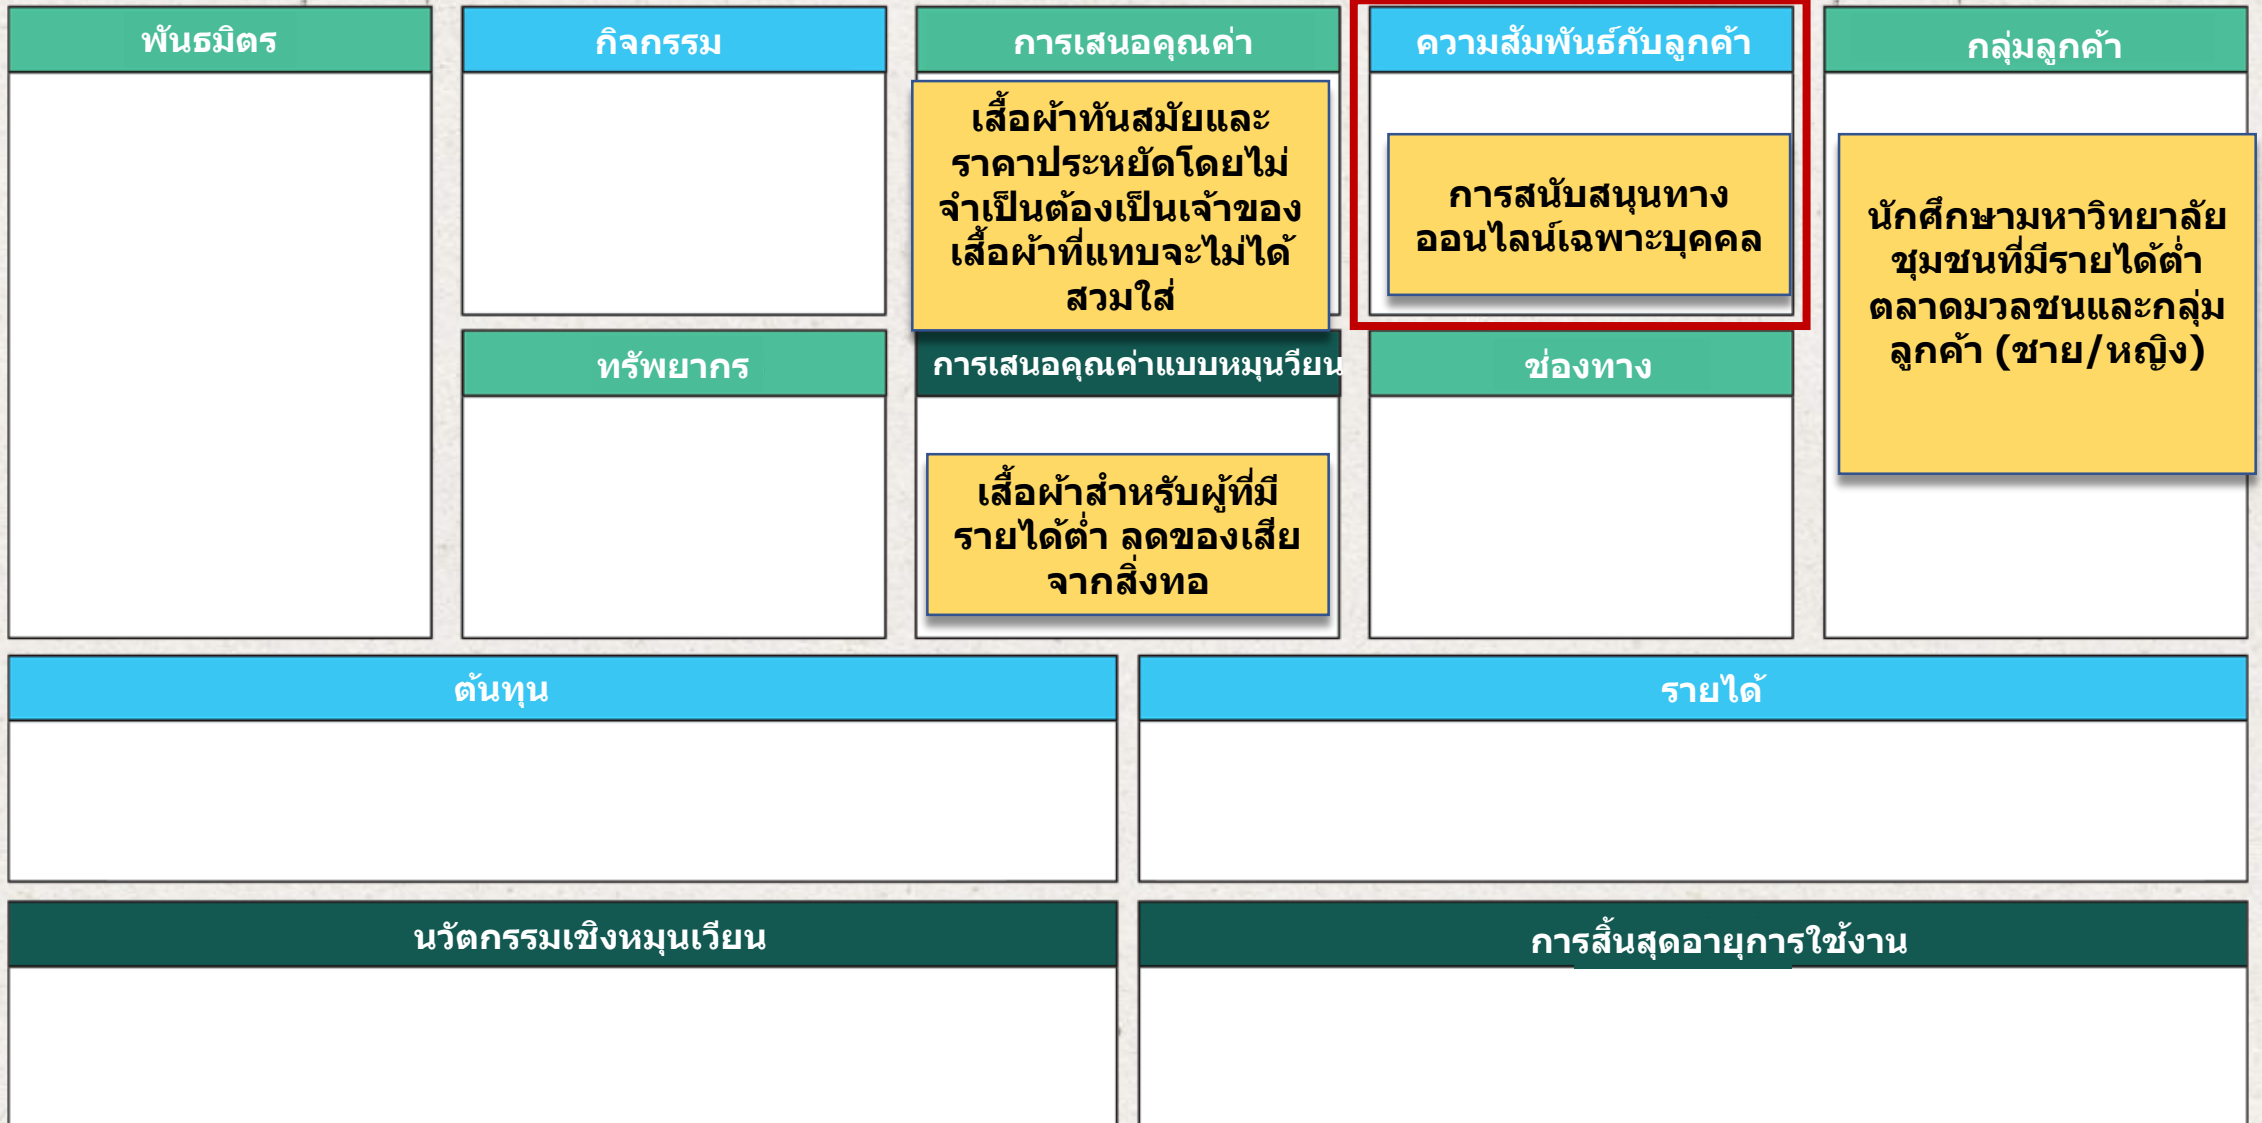 พันธมิตร
กิจกรรม
การเสนอคุณค่า
เสื้อผ้าทันสมัยและ
ราคาประหยัดโดยไม่
จำเป็นต้องเป็นเจ้าของ
เสื้อผ้าที่แทบจะไม่ได้
สวมใส่
ความสัมพันธ์กับลูกค้า
การสนับสนุนทาง
ออนไลน์เฉพาะบุคคล
กลุ่มลูกค้า
นักศึกษามหาวิทยาลัย
ชุมชนที่มีรายได้ต่ำ
ตลาดมวลชนและกลุ่ม
ลูกค้า (ชาย/หญิง)
ทรัพยากร
การเสนอคุณค่าแบบหมุนวียน
เสื้อผ้าสำหรับผู้ที่มี
รายได้ต่ำ ลดของเสีย
จากสิ่งทอ
ช่องทาง
ต้นทุน
รายได้
นวัตกรรมเชิงหมุนเวียน
การสิ้นสุดอายุการใช้งาน